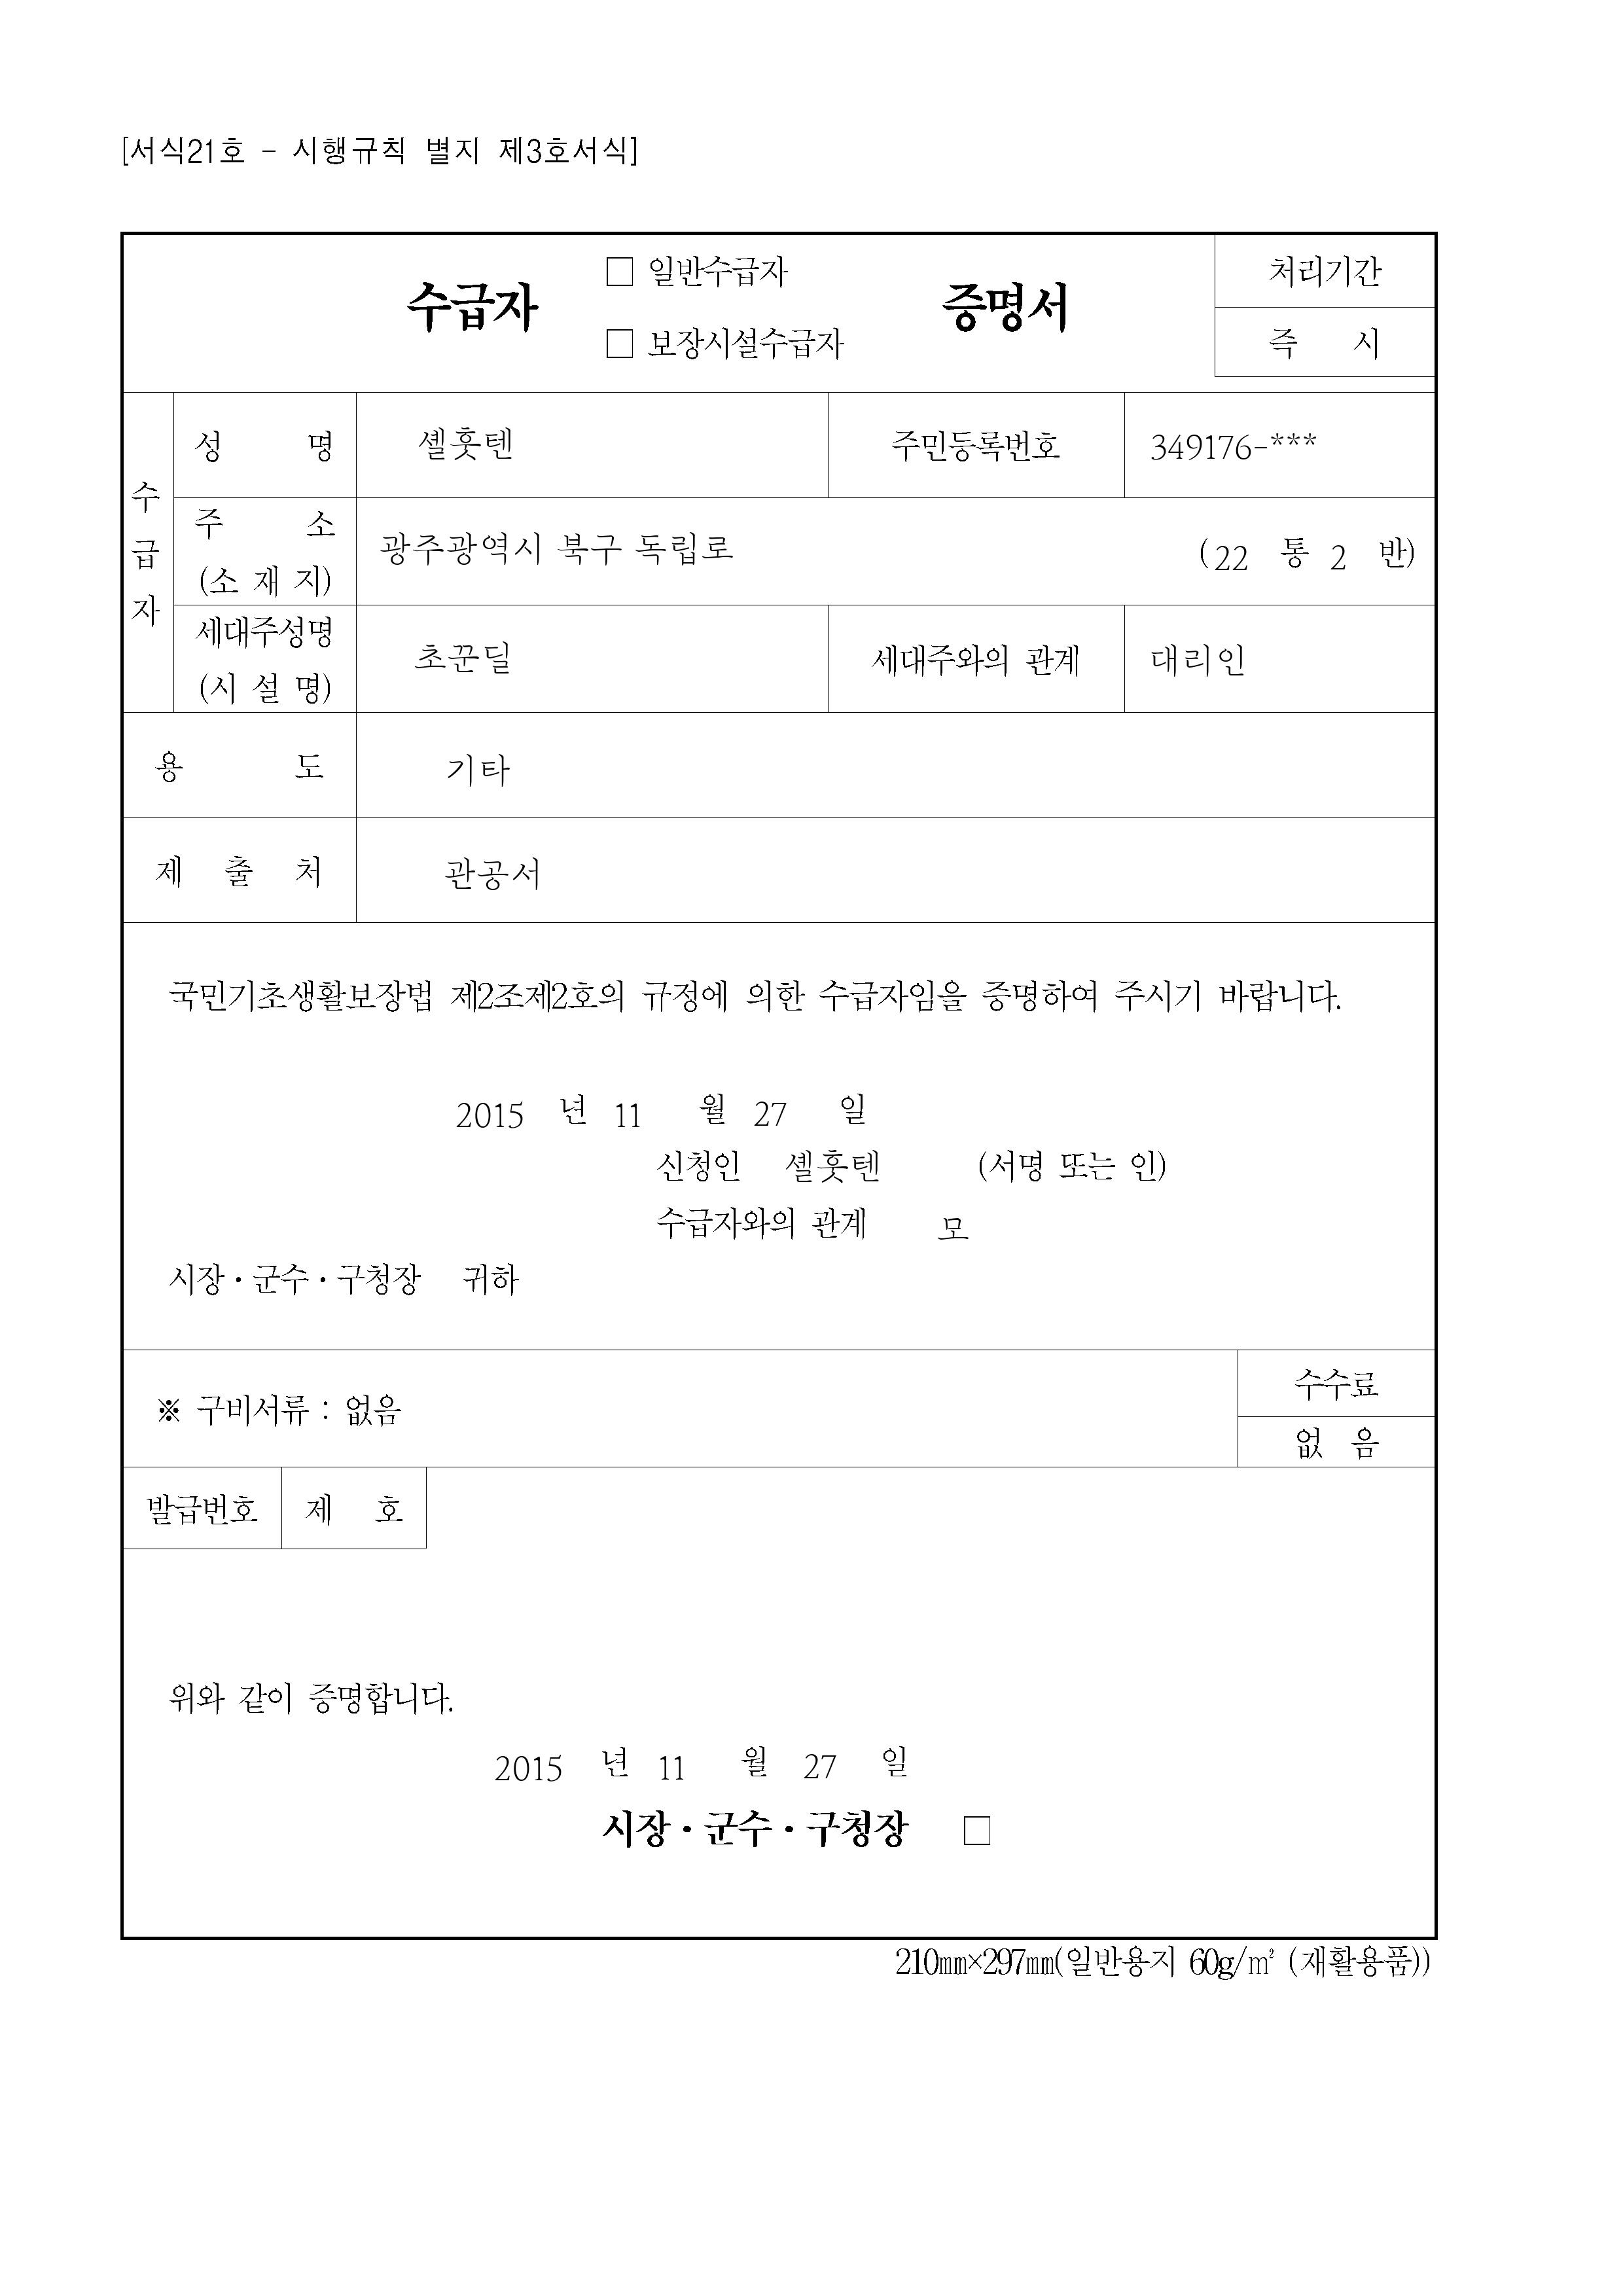 [서식21호 - 시행규칙 별지 제3호서식]
수급자 □ 일반수급자 □ 보장시설수급자 증명서
처리기간
즉 시
수급자
성 명 셸훗텐 주민등록번호 349176-***
주 소 (소 재 지) 광주광역시 북구 독립로 (22 통 2 반)
세대주성명 (시 설 명) 초꾼딜 세대주와의 관계 대리인
용 도 기타
제 출 처 관공서
국민기초생활보장법 제2조제2호의 규정에 의한 수급자임을 증명하여 주시기 바랍니다.
2015 년 11 월 27 일
신청인 셸훗텐 (서명 또는 인)
수급자와의 관계 모
시장·군수·구청장 귀하
※ 구비서류 : 없음
수수료
없 음
발급번호 제 호
위와 같이 증명합니다.
2015 년 11 월 27 일
시장·군수·구청장 □
210㎜×297㎜(일반용지 60g/㎡ (재활용품))